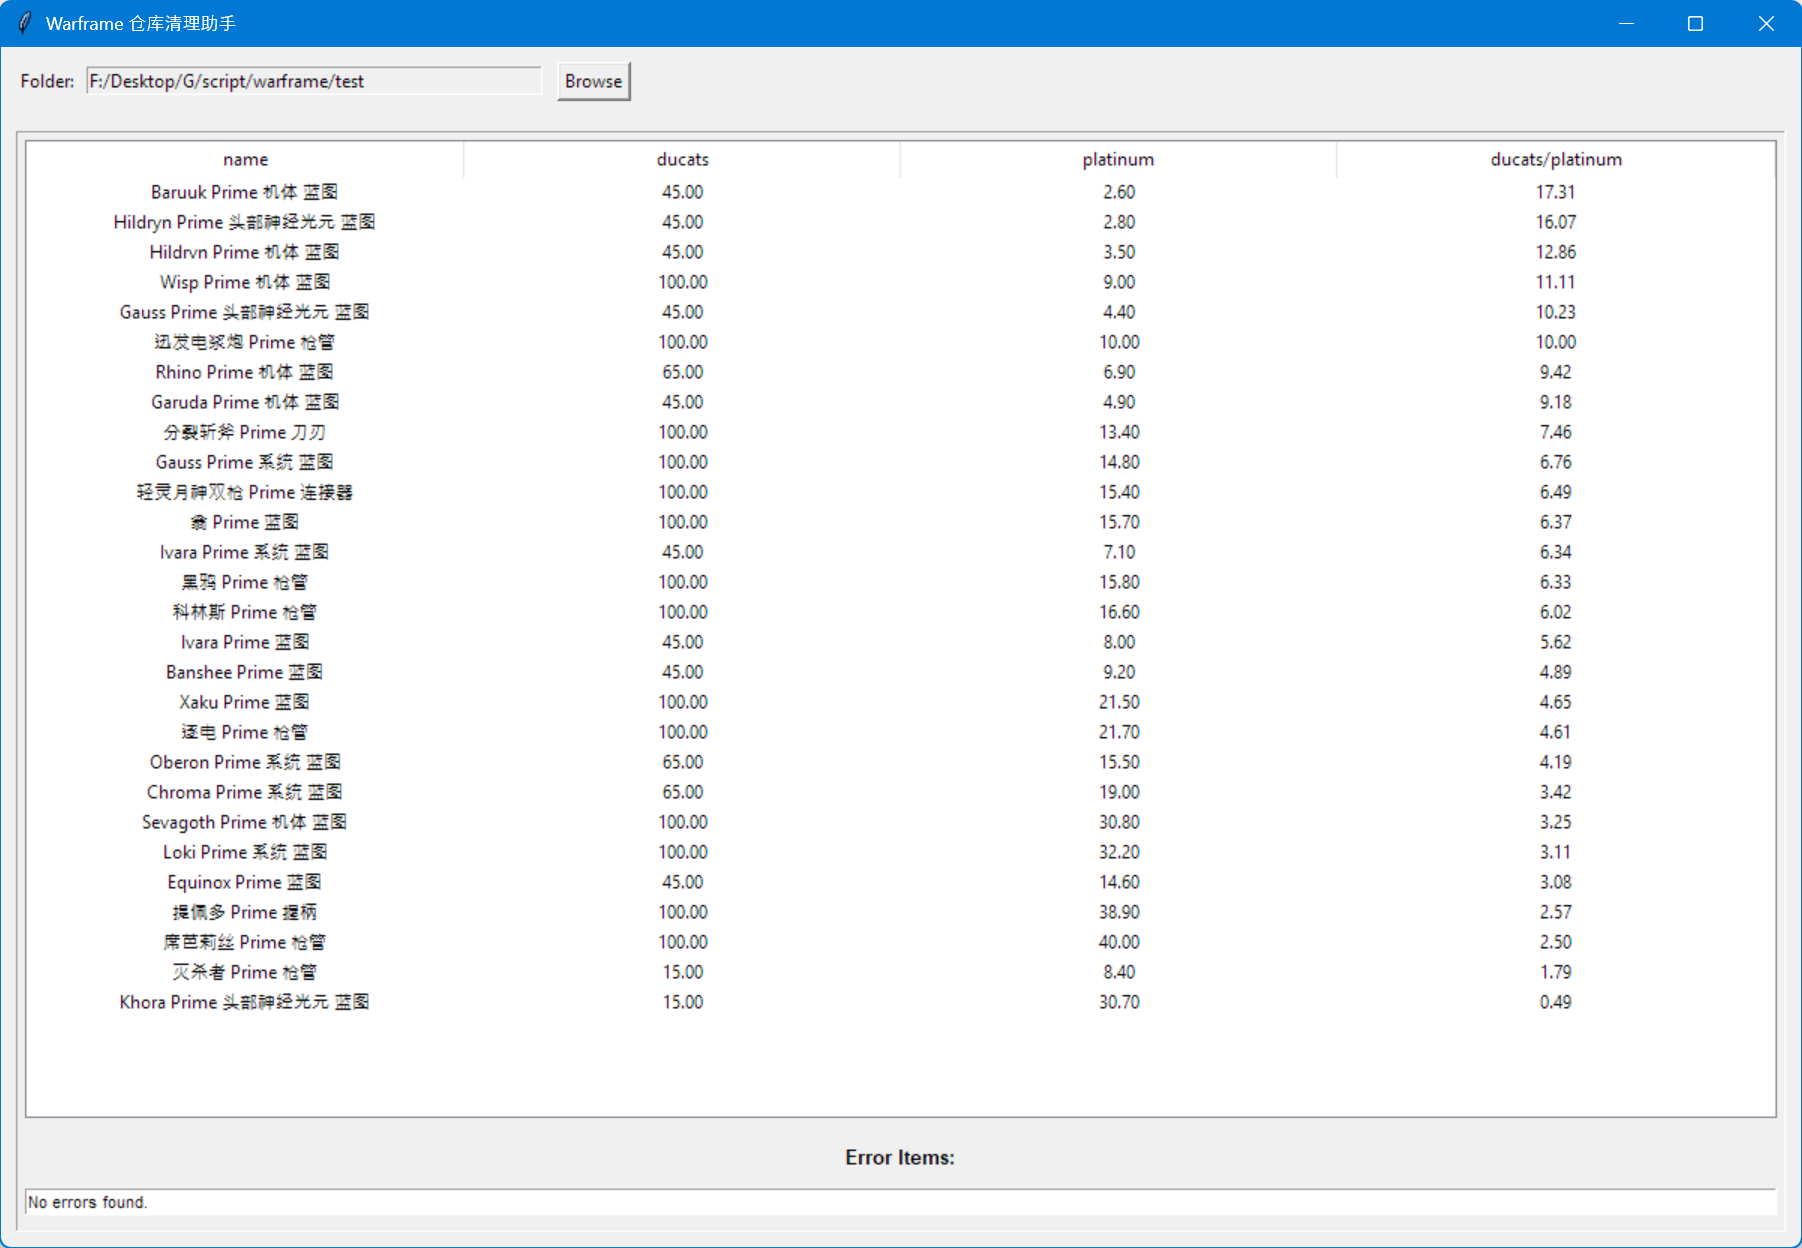 Warframe 仓库清理助手
Folder: F:/Desktop/G/script/warframe/test Browse
name ducats platinum ducats/platinum
Baruuk Prime 机体 蓝图 45.00 2.60 17.31
Hildryn Prime 头部神经光元 蓝图 45.00 2.80 16.07
Hildrvn Prime 机体 蓝图 45.00 3.50 12.86
Wisp Prime 机体 蓝图 100.00 9.00 11.11
Gauss Prime 头部神经光元 蓝图 45.00 4.40 10.23
迅发电浆炮 Prime 枪管 100.00 10.00 10.00
Rhino Prime 机体 蓝图 65.00 6.90 9.42
Garuda Prime 机体 蓝图 45.00 4.90 9.18
分裂斩斧 Prime 刀刃 100.00 13.40 7.46
Gauss Prime 系统 蓝图 100.00 14.80 6.76
轻灵月神双枪 Prime 连接器 100.00 15.40 6.49
翁 Prime 蓝图 100.00 15.70 6.37
Ivara Prime 系统 蓝图 45.00 7.10 6.34
黑鸦 Prime 枪管 100.00 15.80 6.33
科林斯 Prime 枪管 100.00 16.60 6.02
Ivara Prime 蓝图 45.00 8.00 5.62
Banshee Prime 蓝图 45.00 9.20 4.89
Xaku Prime 蓝图 100.00 21.50 4.65
逐电 Prime 枪管 100.00 21.70 4.61
Oberon Prime 系统 蓝图 65.00 15.50 4.19
Chroma Prime 系统 蓝图 65.00 19.00 3.42
Sevagoth Prime 机体 蓝图 100.00 30.80 3.25
Loki Prime 系统 蓝图 100.00 32.20 3.11
Equinox Prime 蓝图 45.00 14.60 3.08
提佩多 Prime 握柄 100.00 38.90 2.57
席芭莉丝 Prime 枪管 100.00 40.00 2.50
灭杀者 Prime 枪管 15.00 8.40 1.79
Khora Prime 头部神经光元 蓝图 15.00 30.70 0.49
Error Items:
No errors found.